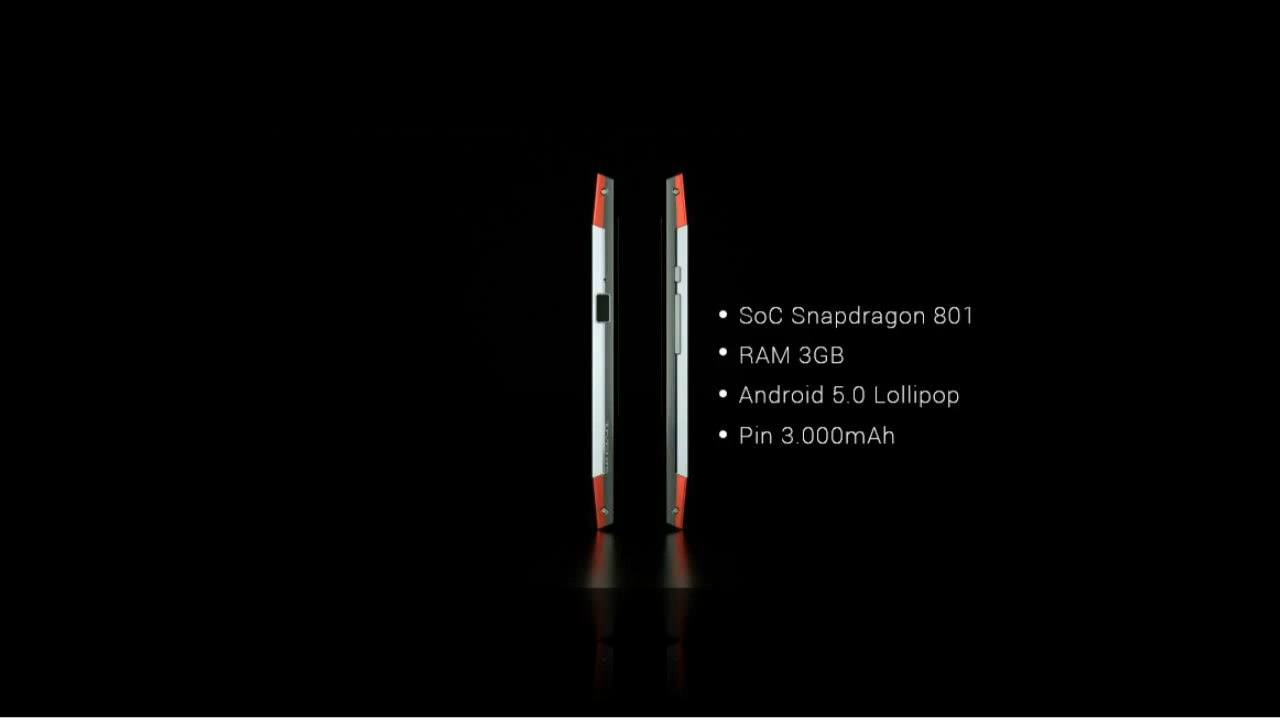 • SoC Snapdragon 801
• RAM 3GB
• Android 5.0 Lollipop
• Pin 3.000mAh